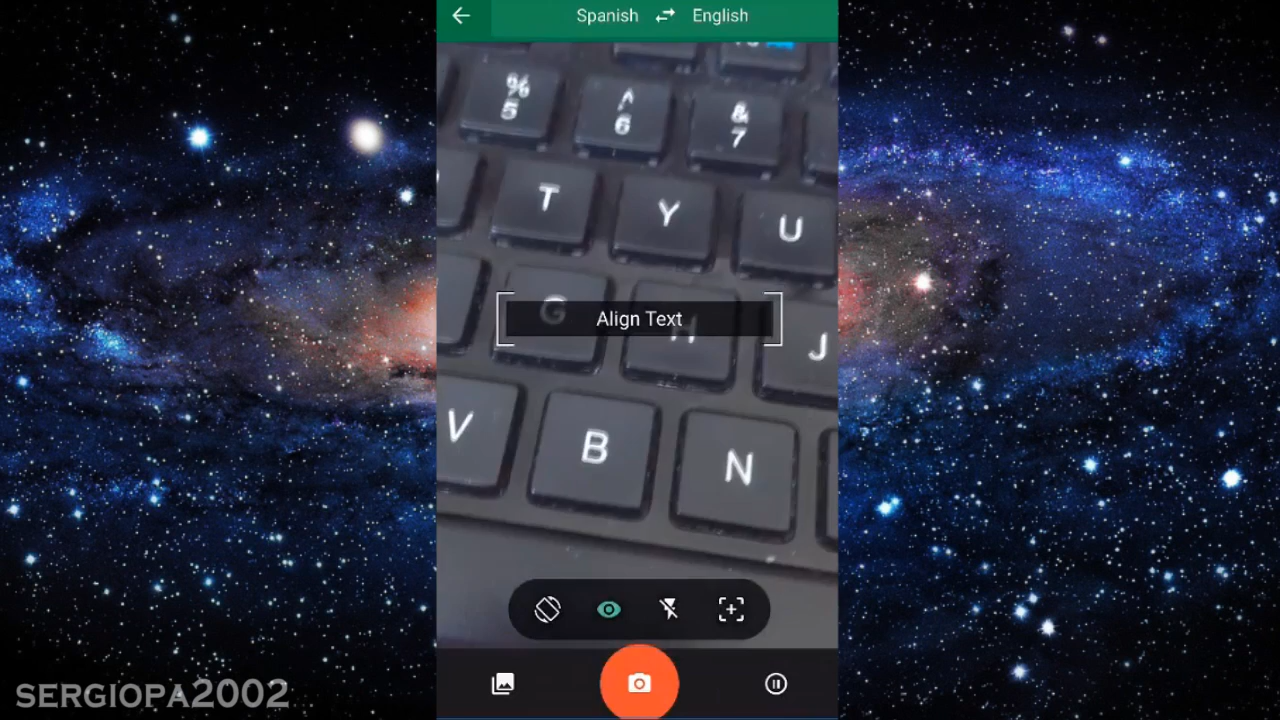 Spanish English
%
5
^
6
&
7
T Y U
G H J
Align Text
V B N
SERGIOPA2002